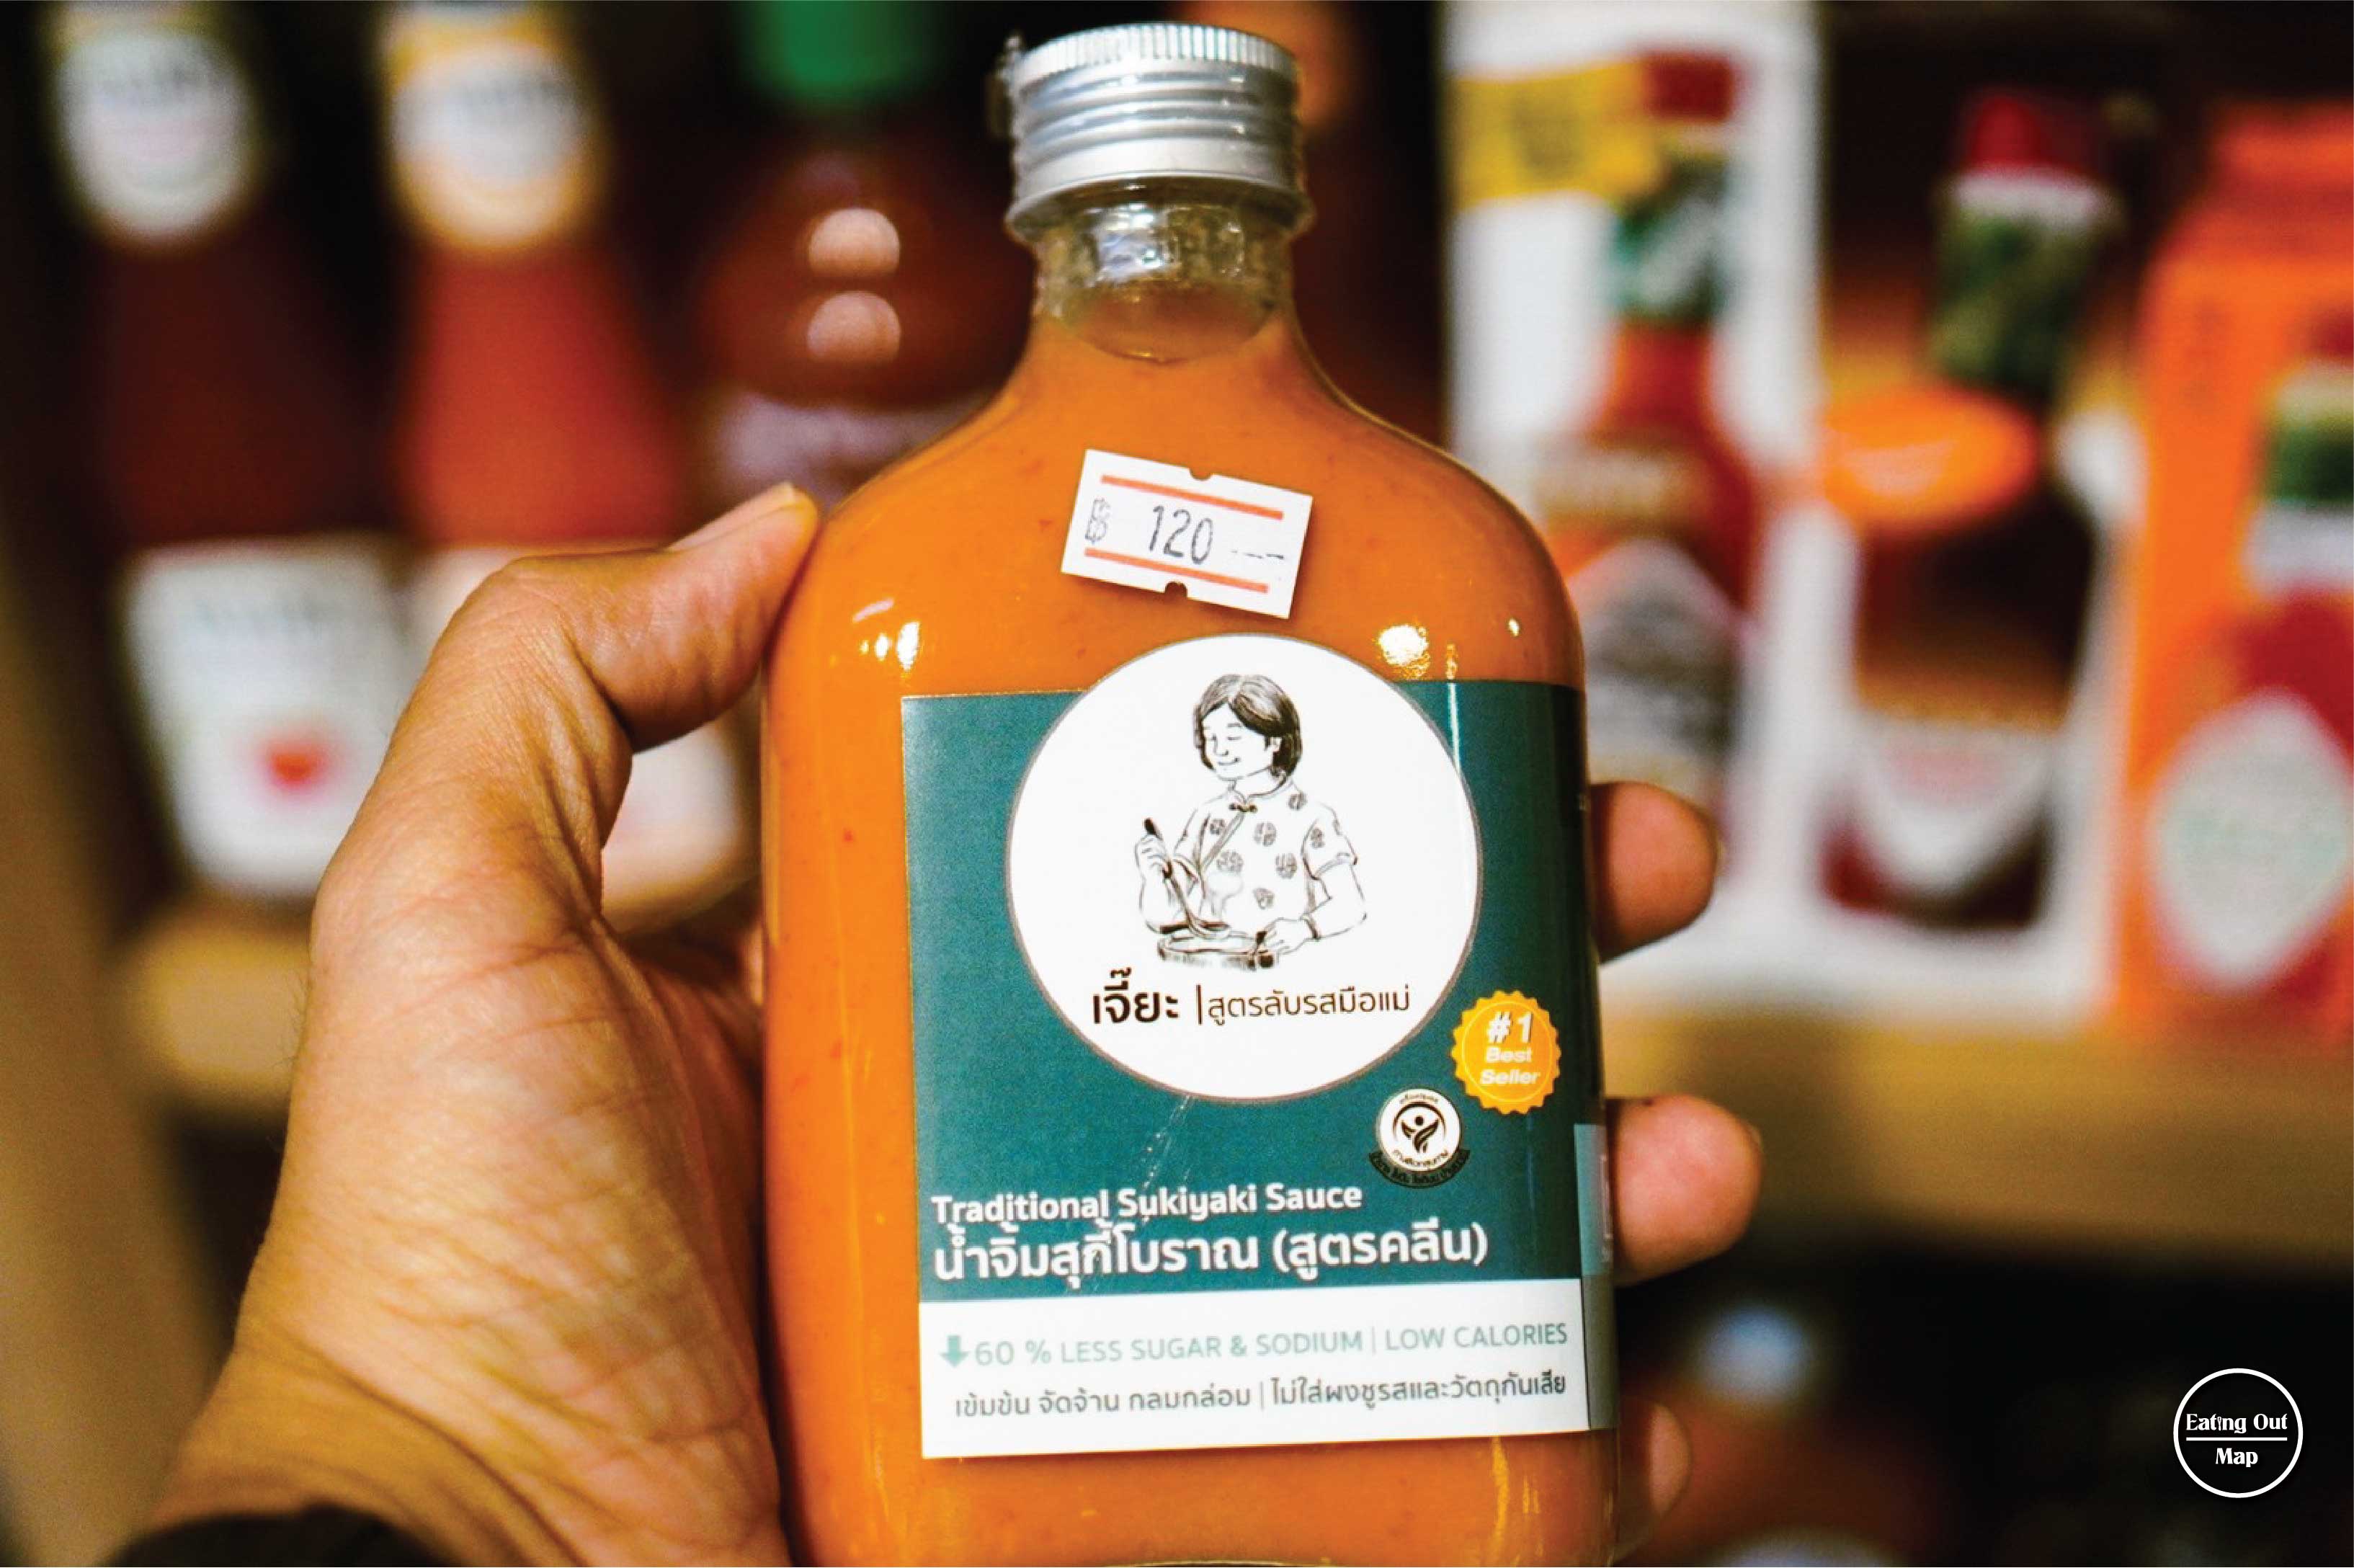 ฿ 120
เจี๊ยะ | สูตรลับรสมือแม่
#1
Best
Seller
Traditional Sukiyaki Sauce
น้ำจิ้มสุกี้โบราณ (สูตรคลีน)
60 % LESS SUGAR & SODIUM | LOW CALORIES
เข้มข้น จัดจ้าน กลมกล่อม | ไม่ใส่ผงชูรสและวัตถุกันเสีย
Eating Out
Map